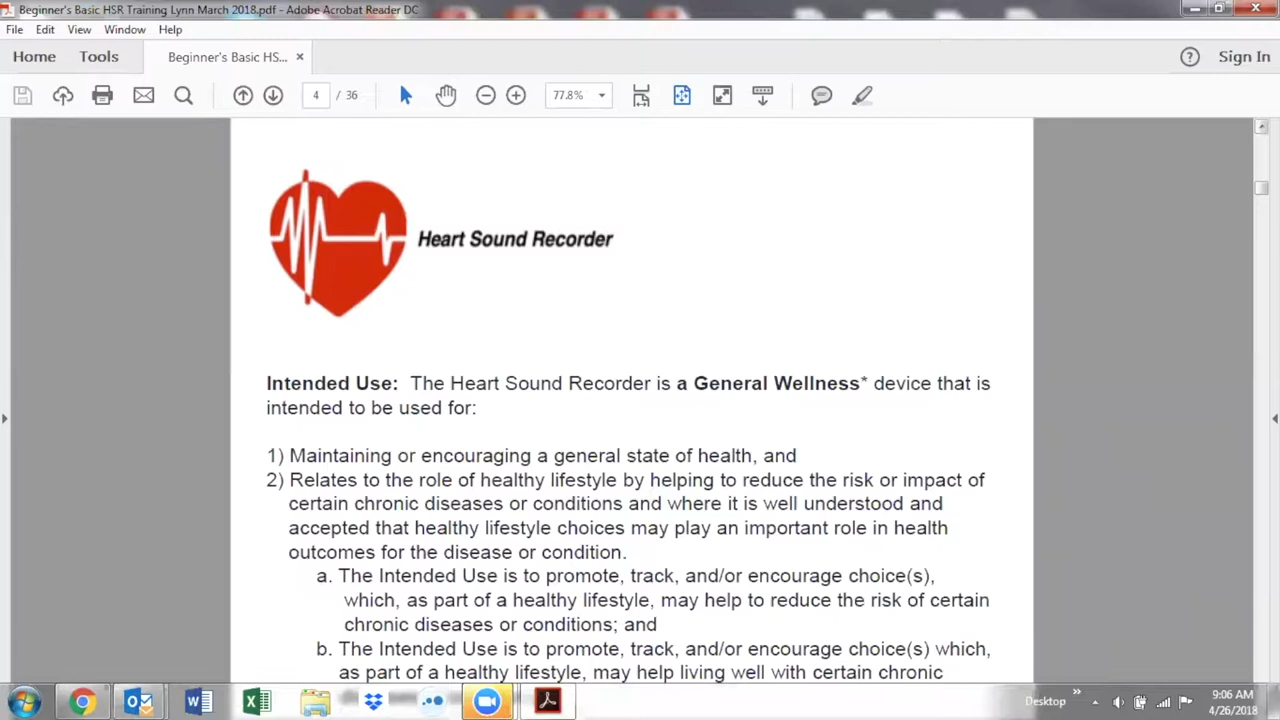 Beginner's Basic HSR Training Lynn March 2018.pdf - Adobe Acrobat Reader DC
File Edit View Window Help
Home Tools Beginner's Basic HS... × Sign In
4 / 36 77.8%
Heart Sound Recorder
Intended Use: The Heart Sound Recorder is a General Wellness* device that is
intended to be used for:
1) Maintaining or encouraging a general state of health, and
2) Relates to the role of healthy lifestyle by helping to reduce the risk or impact of
certain chronic diseases or conditions and where it is well understood and
accepted that healthy lifestyle choices may play an important role in health
outcomes for the disease or condition.
a. The Intended Use is to promote, track, and/or encourage choice(s),
which, as part of a healthy lifestyle, may help to reduce the risk of certain
chronic diseases or conditions; and
b. The Intended Use is to promote, track, and/or encourage choice(s) which,
as part of a healthy lifestyle, may help living well with certain chronic
Desktop »
9:06 AM
4/26/2018